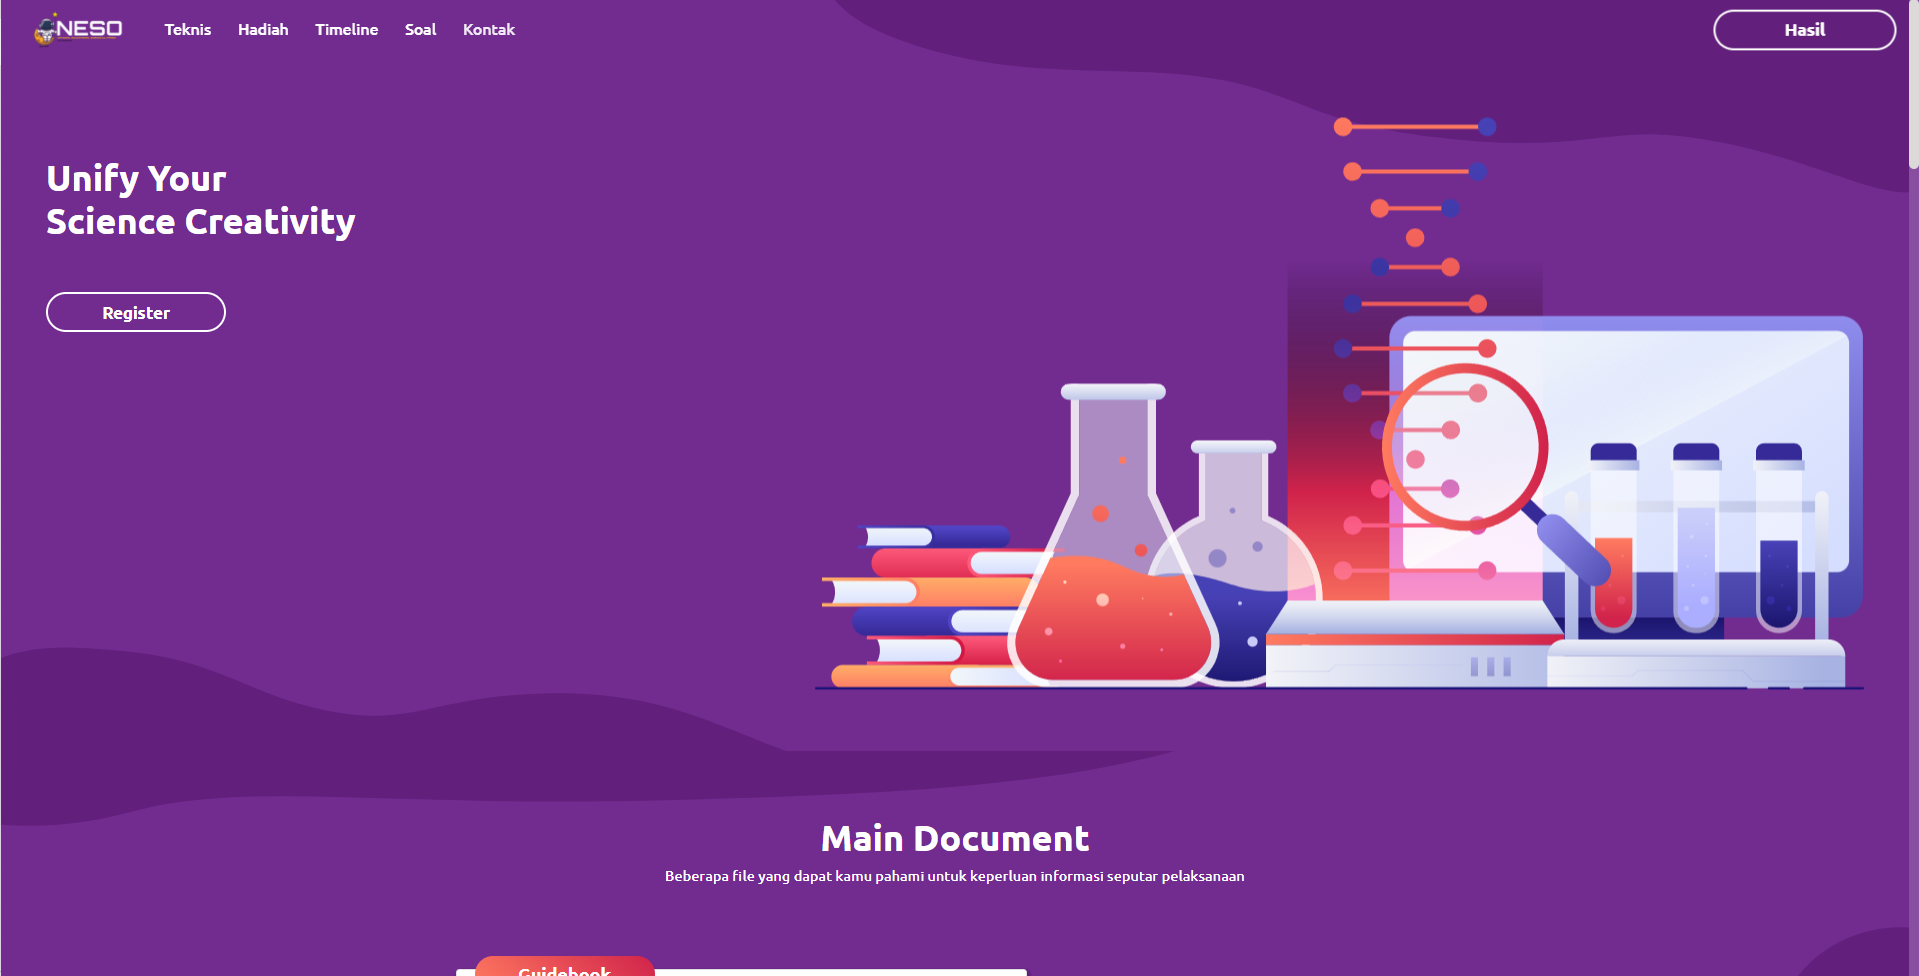 NESO
Teknis
Hadiah
Timeline
Soal
Kontak
Hasil
Unify Your
Science Creativity
Register
Main Document
Beberapa file yang dapat kamu pahami untuk keperluan informasi seputar pelaksanaan
Guidebook